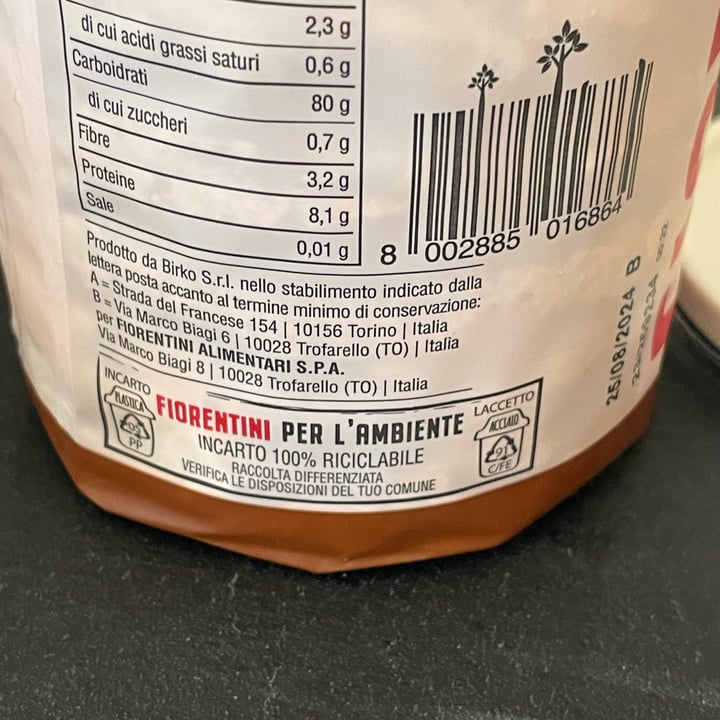 2,3 g
di cui acidi grassi saturi 0,6 g
Carboidrati 80 g
di cui zuccheri 0,7 g
Fibre 3,2 g
Proteine 8,1 g
Sale 0,01 g
8 002885 016864
Prodotto da Birko S.r.l. nello stabilimento indicato dalla
lettera posta accanto al termine minimo di conservazione:
A = Strada del Francese 154 | 10156 Torino | Italia
B = Via Marco Biagi 6 | 10028 Trofarello (TO) | Italia
per FIORENTINI ALIMENTARI S.P.A.
Via Marco Biagi 8 | 10028 Trofarello (TO) | Italia
INCARTO
PLASTICA
05
PP
FIORENTINI PER L'AMBIENTE
INCARTO 100% RICICLABILE
RACCOLTA DIFFERENZIATA
VERIFICA LE DISPOSIZIONI DEL TUO COMUNE
LACCETTO
ACCIAIO
91
C/FE
26/08/2024 B